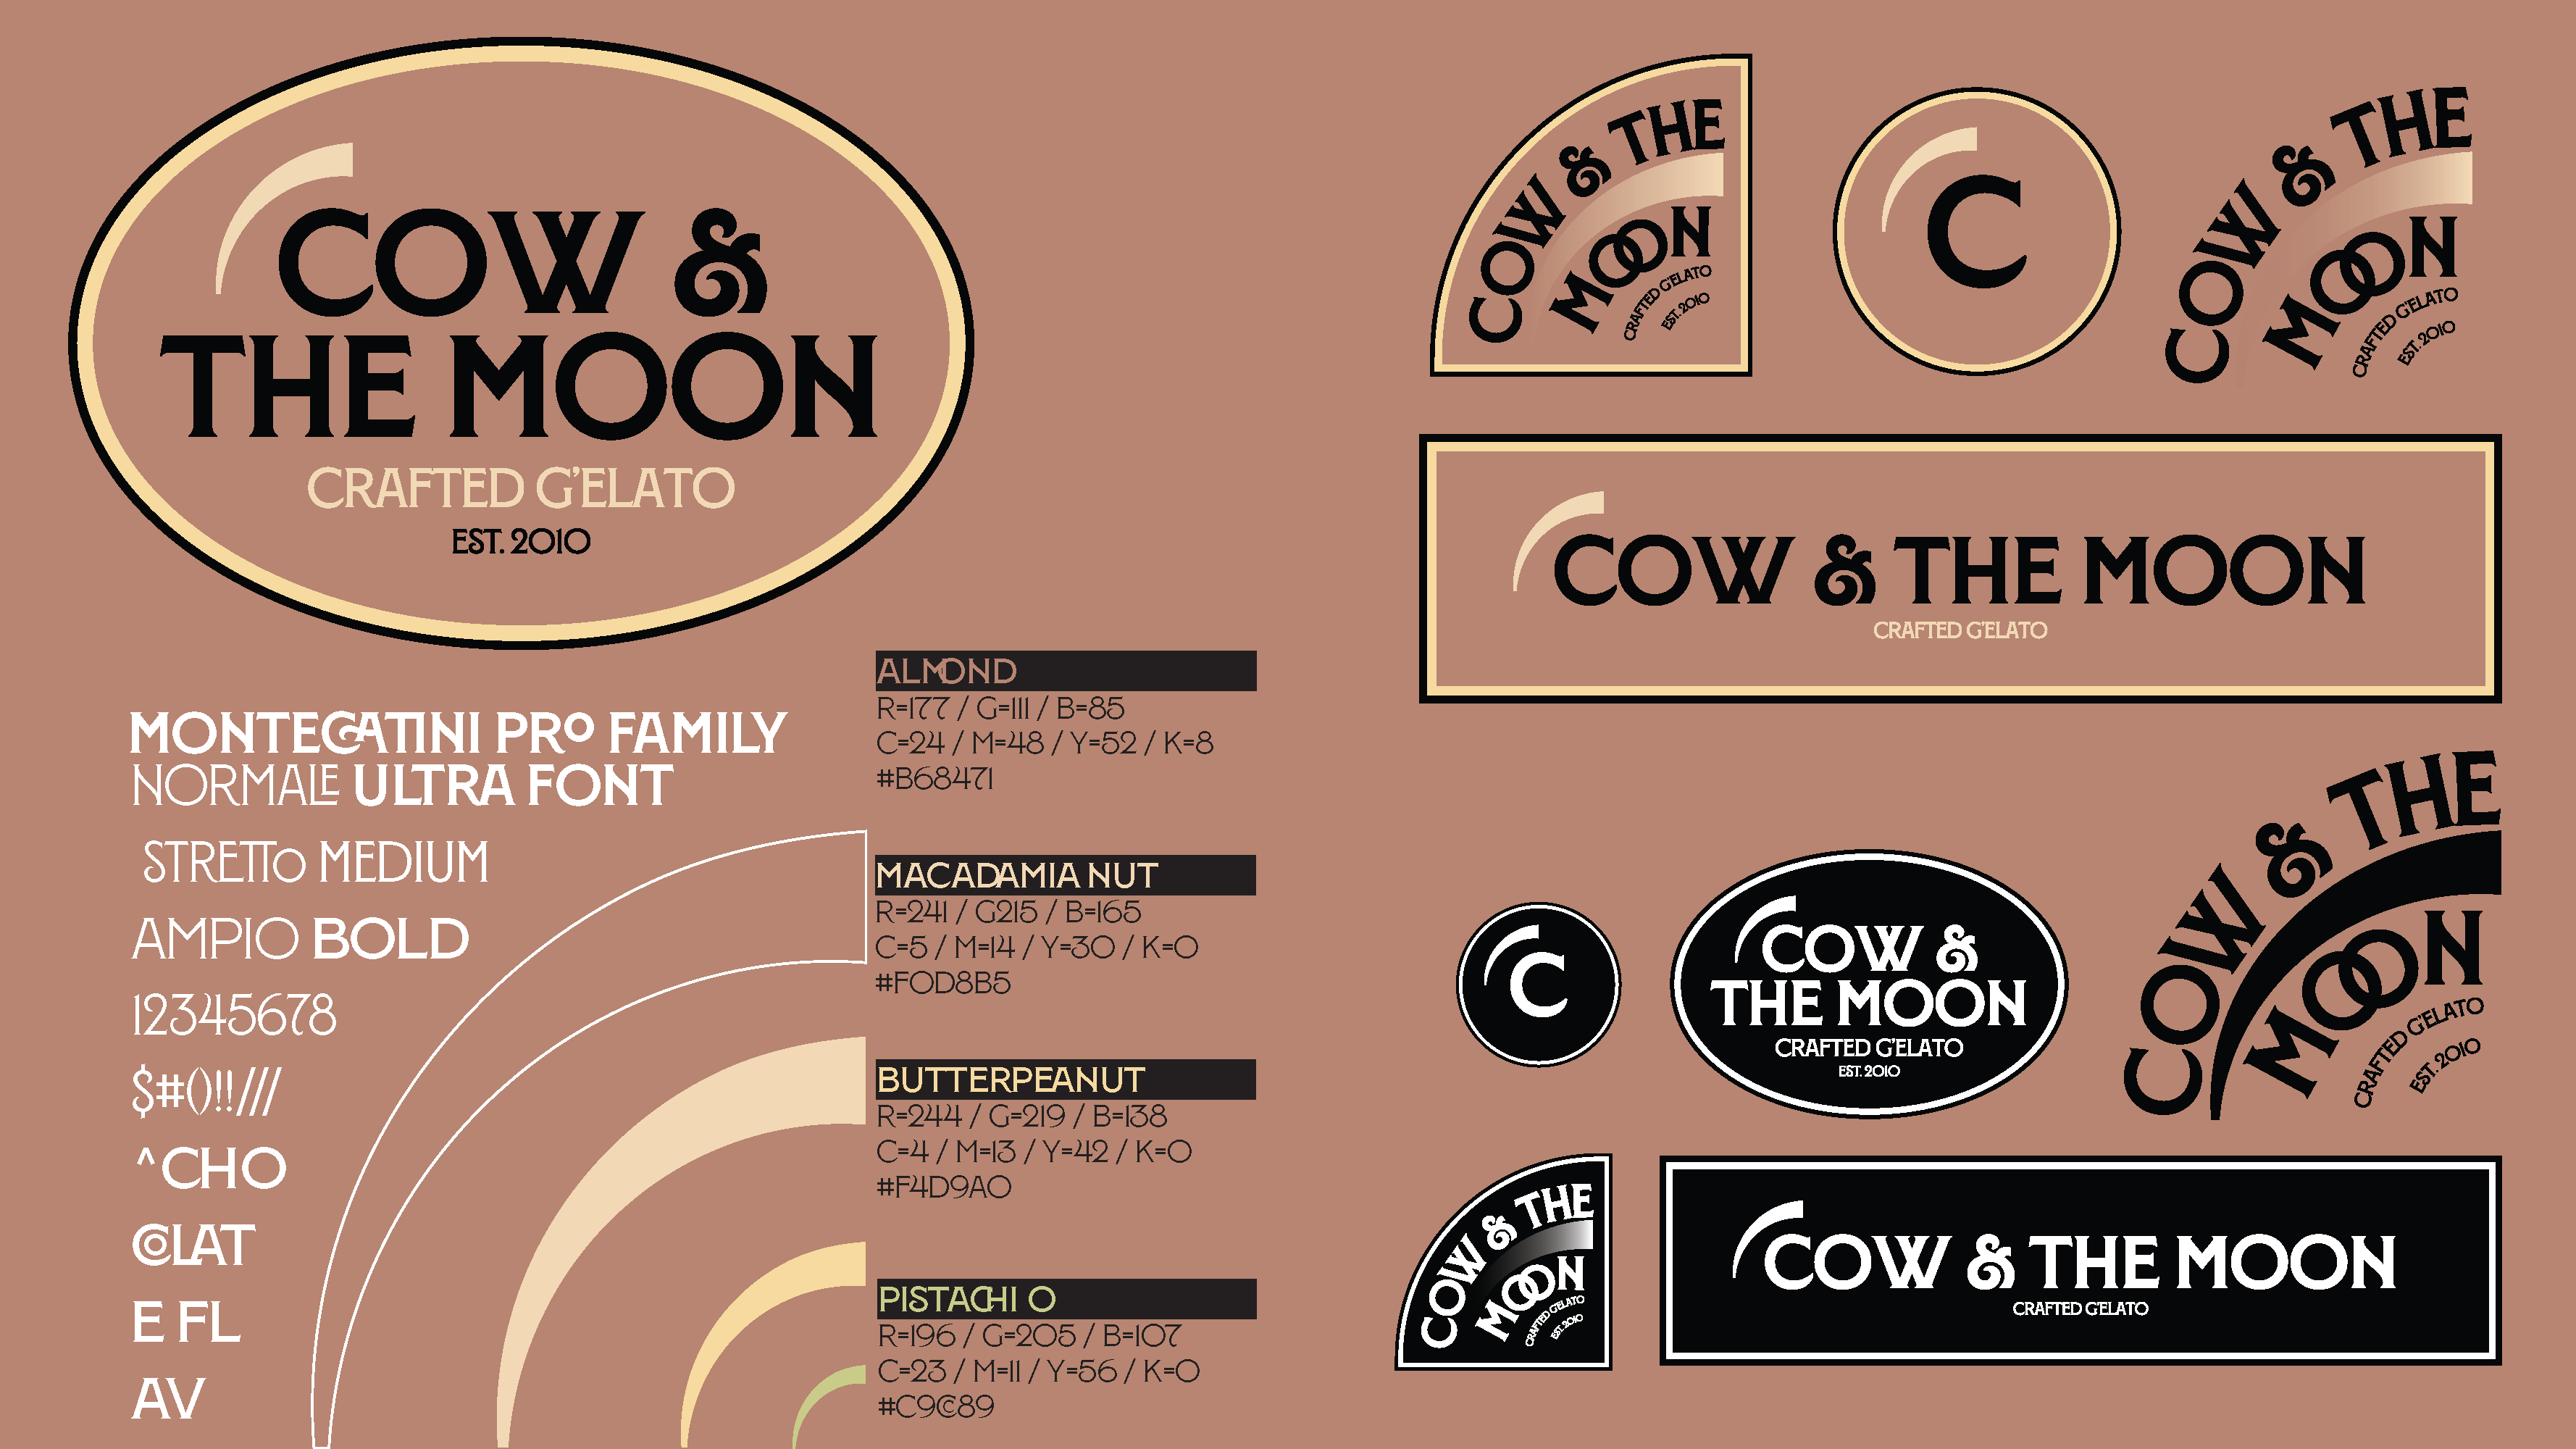 COW &
THE MOON
CRAFTED G'ELATO
EST. 2010
MONTECATINI PRO FAMILY
NORMALE ULTRA FONT
STRETTO MEDIUM
AMPIO BOLD
12345678
$#()!!///
^CHO
COLAT
E FL
AV
ALMOND
R=177 / G=111 / B=85
C=24 / M=48 / Y=52 / K=8
#B68471
MACADAMIA NUT
R=241 / G215 / B=165
C=5 / M=14 / Y=30 / K=0
#F0D8B5
BUTTERPEANUT
R=244 / G=219 / B=138
C=4 / M=13 / Y=42 / K=0
#F4D9A0
PISTACHI O
R=196 / G=205 / B=107
C=23 / M=11 / Y=56 / K=0
#C9CC89
COW & THE
MOON
CRAFTED G'ELATO
EST. 2010
C
COW & THE
MOON
CRAFTED G'ELATO
EST. 2010
COW & THE MOON
CRAFTED G'ELATO
C
COW &
THE MOON
CRAFTED G'ELATO
EST. 2010
COW & THE
MOON
CRAFTED G'ELATO
EST. 2010
COW & THE
MOON
CRAFTED G'ELATO
EST. 2010
COW & THE MOON
CRAFTED G'ELATO